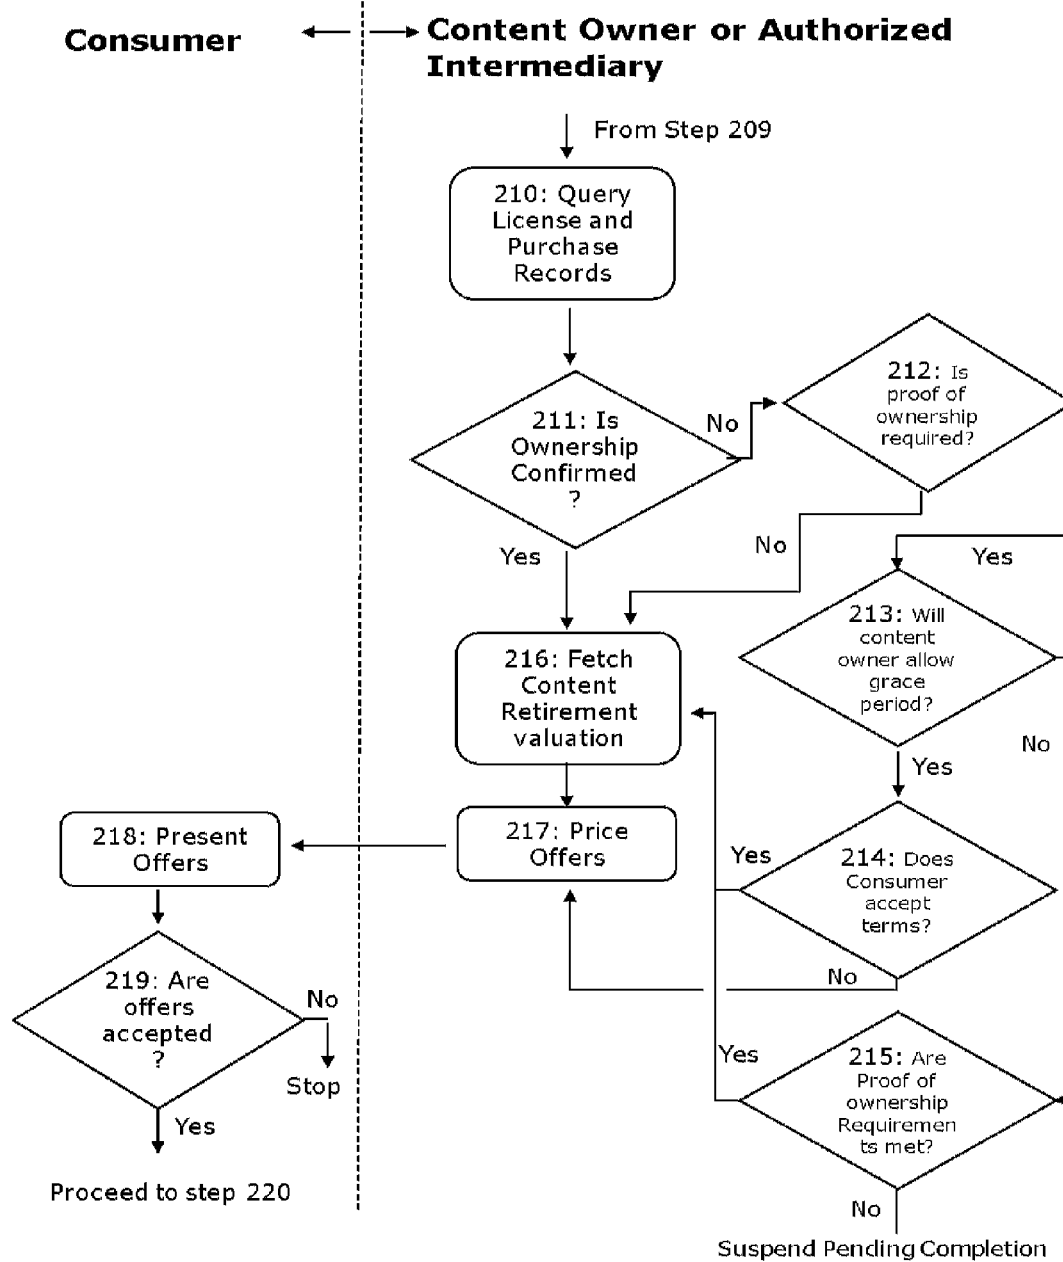 Consumer
Content Owner or Authorized
Intermediary
From Step 209
210: Query
License and
Purchase
Records
211: Is
Ownership
Confirmed
?
No
212: Is
proof of
ownership
required?
Yes
No
Yes
213: Will
content
owner allow
grace
period?
No
Yes
216: Fetch
Content
Retirement
valuation
217: Price
Offers
218: Present
Offers
Yes
214: Does
Consumer
accept
terms?
No
219: Are
offers
accepted
?
No
Stop
Yes
Proceed to step 220
Yes
215: Are
Proof of
ownership
Requiremen
ts met?
No
Suspend Pending Completion